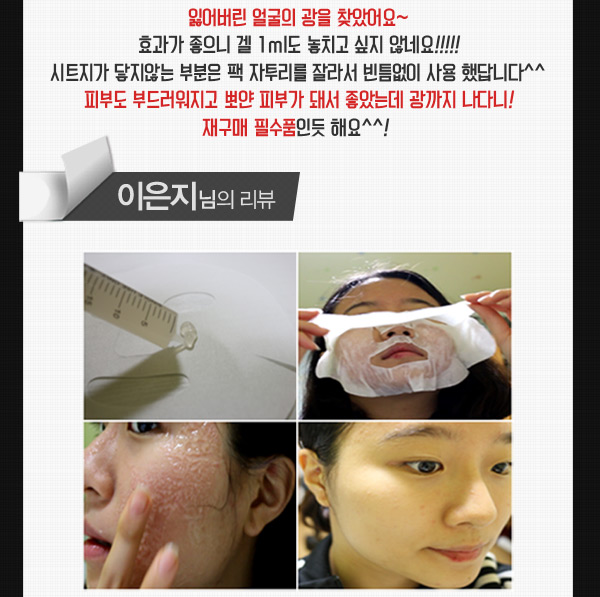 잃어버린 얼굴의 광을 찾았어요~
효과가 좋으니 겔 1ml도 놓치고 싶지 않네요!!!!!
시트지가 닿지않는 부분은 팩 자투리를 잘라서 빈틈없이 사용 했답니다^^
피부도 부드러워지고 뽀얀 피부가 돼서 좋았는데 광까지 나다니!
재구매 필수품인듯 해요^^!
이은지님의 리뷰
15 10 5